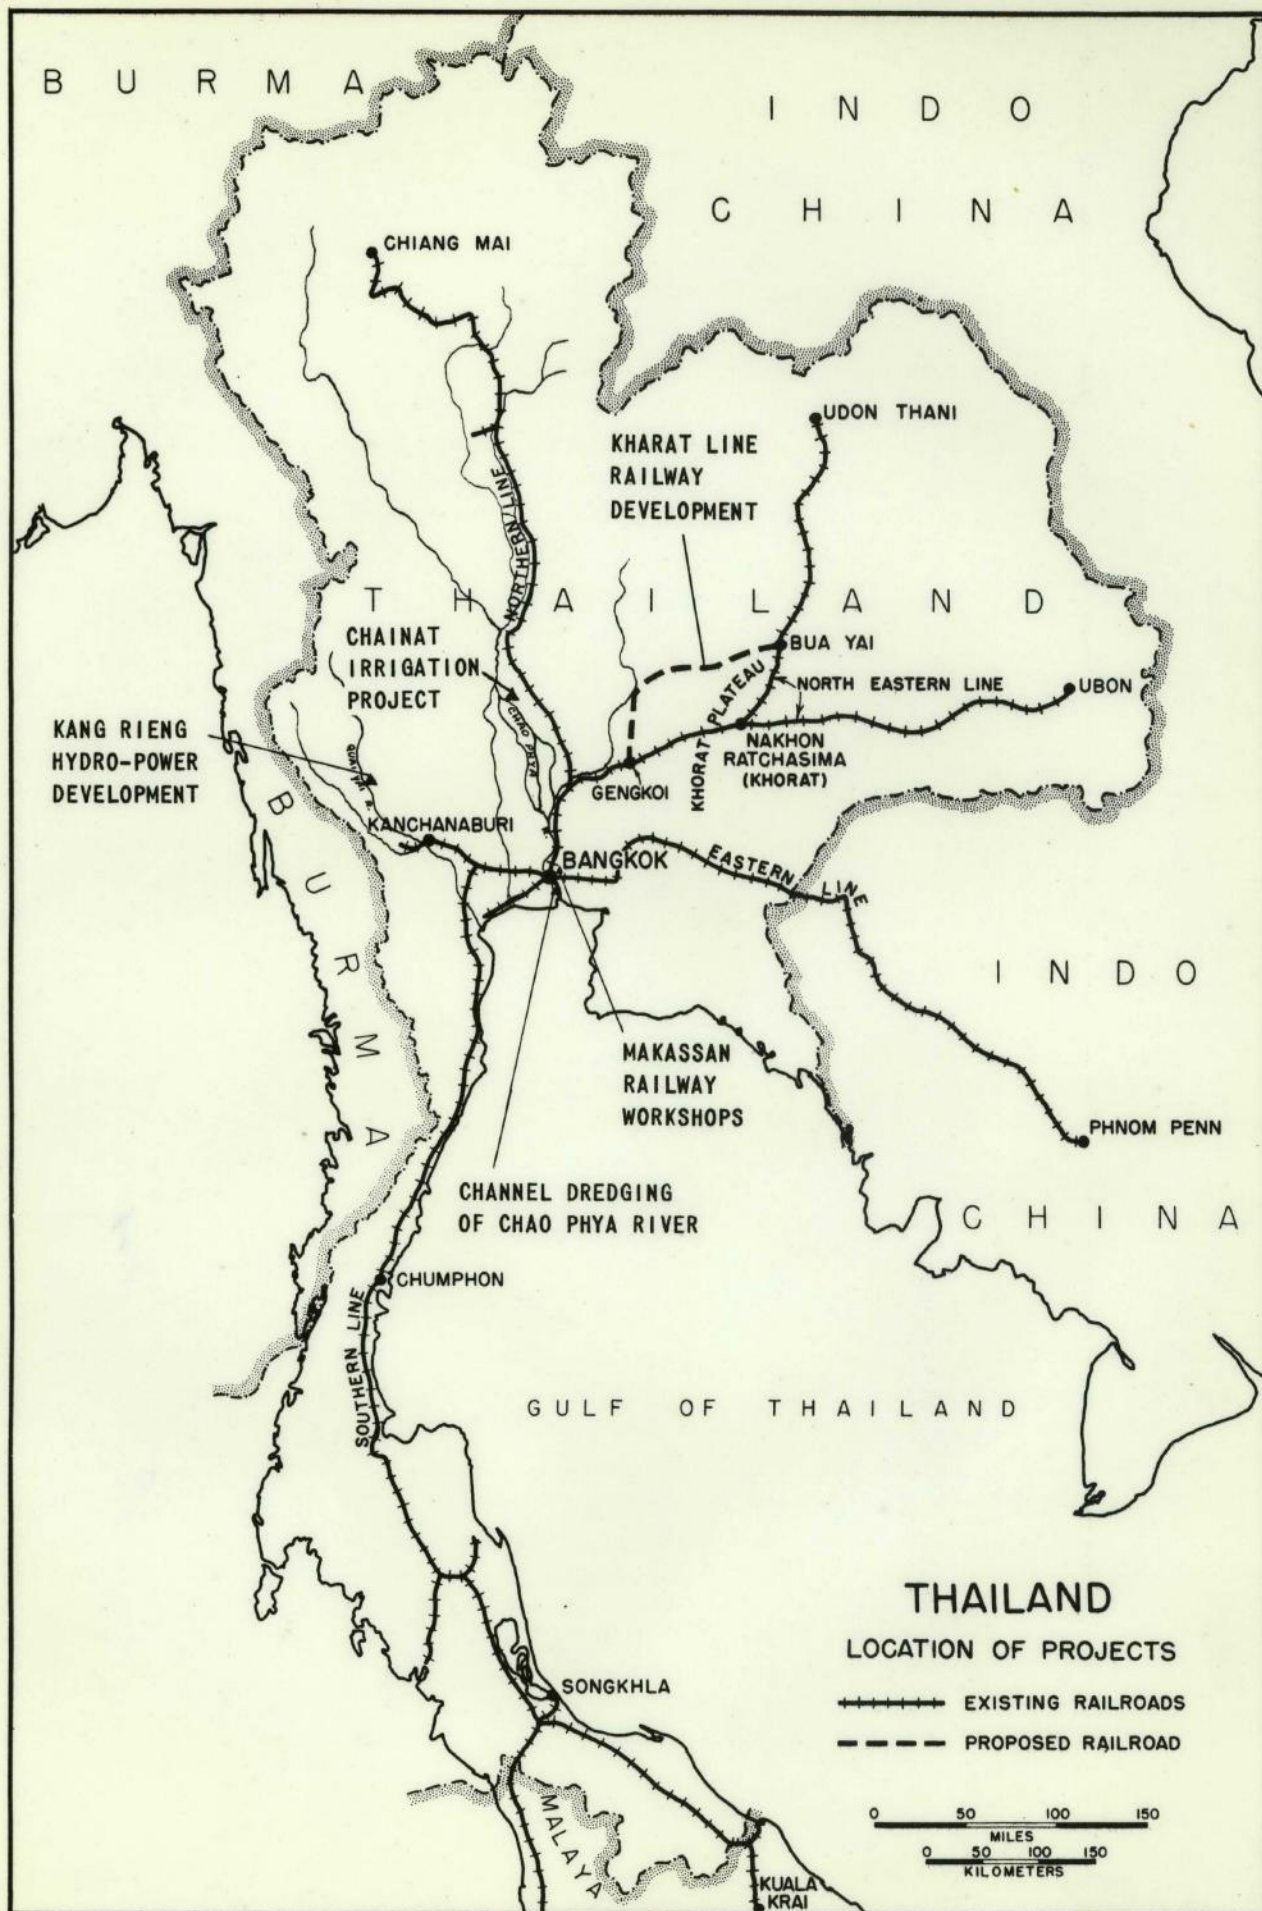 BURMA
INDO
CHINA
CHIANG MAI
UDON THANI
KHARAT LINE
RAILWAY
DEVELOPMENT
NORTHERN LINE
THAILAND
CHAINAT
IRRIGATION
PROJECT
BUA YAI
KHORAT PLATEAU
NORTH EASTERN LINE
UBON
CHAO PHYA
KANG RIENG
HYDRO-POWER
DEVELOPMENT
NAKHON
RATCHASIMA
(KHORAT)
GENGKOI
BURMA
KANCHANABURI
BANGKOK
EASTERN LINE
INDO
MAKASSAN
RAILWAY
WORKSHOPS
PHNOM PENN
CHANNEL DREDGING
OF CHAO PHYA RIVER
CHINA
CHUMPHON
SOUTHERN LINE
GULF OF THAILAND
THAILAND
LOCATION OF PROJECTS
SONGKHLA
EXISTING RAILROADS
PROPOSED RAILROAD
MALAYA
0 50 100 150
MILES
0 50 100 150
KILOMETERS
KUALA
KRAI